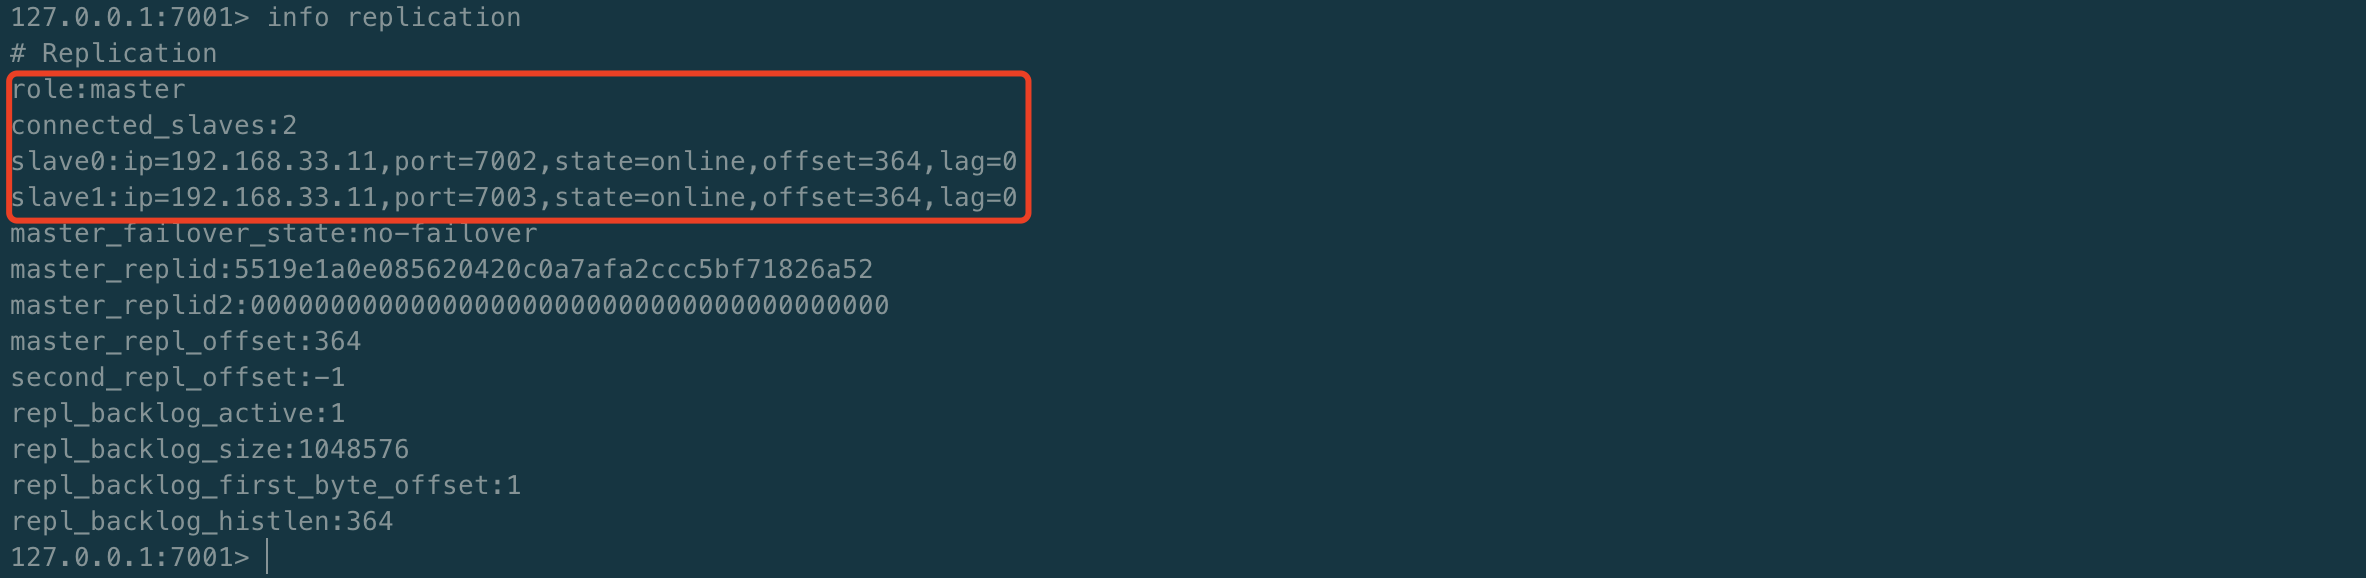 127.0.0.1:7001> info replication
# Replication
role:master
connected_slaves:2
slave0:ip=192.168.33.11,port=7002,state=online,offset=364,lag=0
slave1:ip=192.168.33.11,port=7003,state=online,offset=364,lag=0
master_failover_state:no-failover
master_replid:5519e1a0e085620420c0a7afa2ccc5bf71826a52
master_replid2:0000000000000000000000000000000000000000
master_repl_offset:364
second_repl_offset:-1
repl_backlog_active:1
repl_backlog_size:1048576
repl_backlog_first_byte_offset:1
repl_backlog_histlen:364
127.0.0.1:7001>